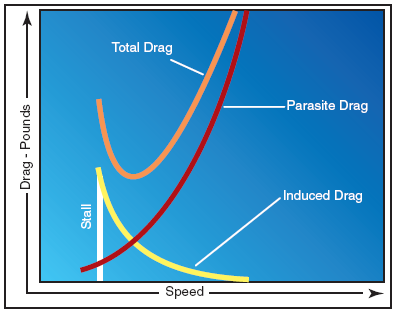 Total Drag
Parasite Drag
Induced Drag
Stall
Drag - Pounds
Speed